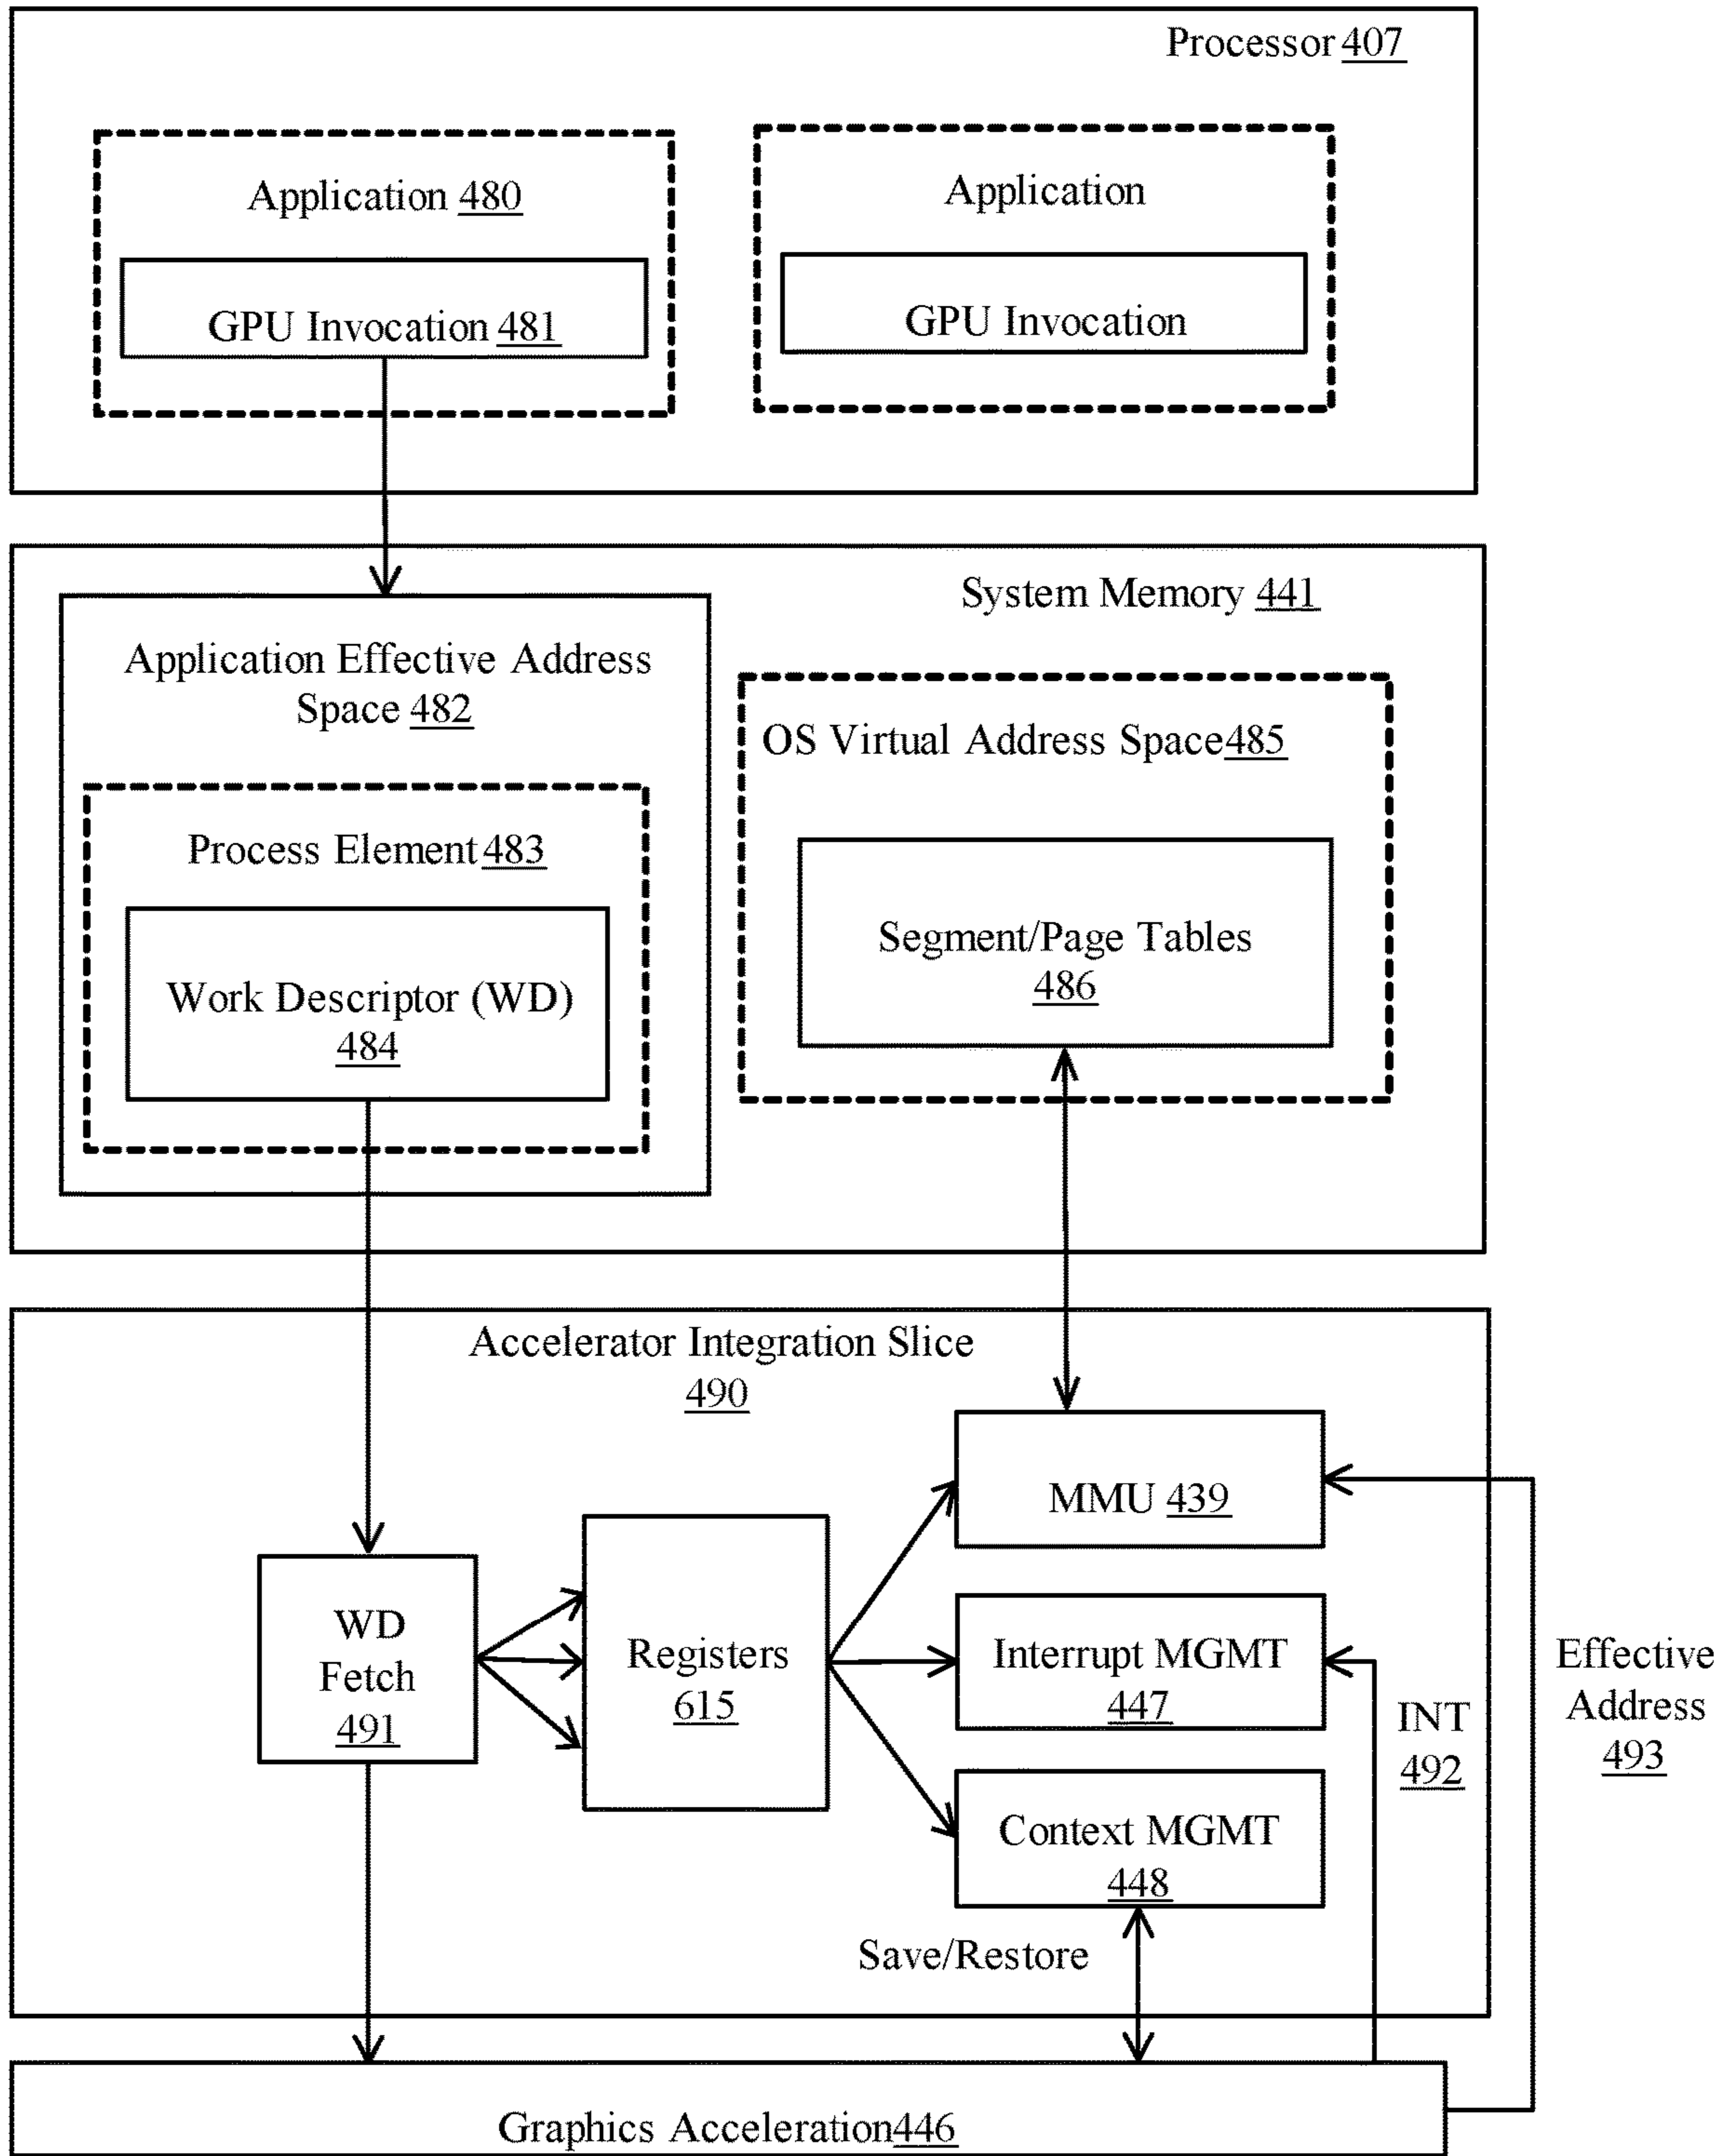 Processor 407
Application 480
Application
GPU Invocation 481
GPU Invocation
System Memory 441
Application Effective Address
Space 482
OS Virtual Address Space485
Process Element483
Segment/Page Tables
486
Work Descriptor (WD)
484
Accelerator Integration Slice
490
MMU 439
WD
Fetch
491
Registers
615
Interrupt MGMT
447
Effective
Address
493
INT
492
Context MGMT
448
Save/Restore
Graphics Acceleration446